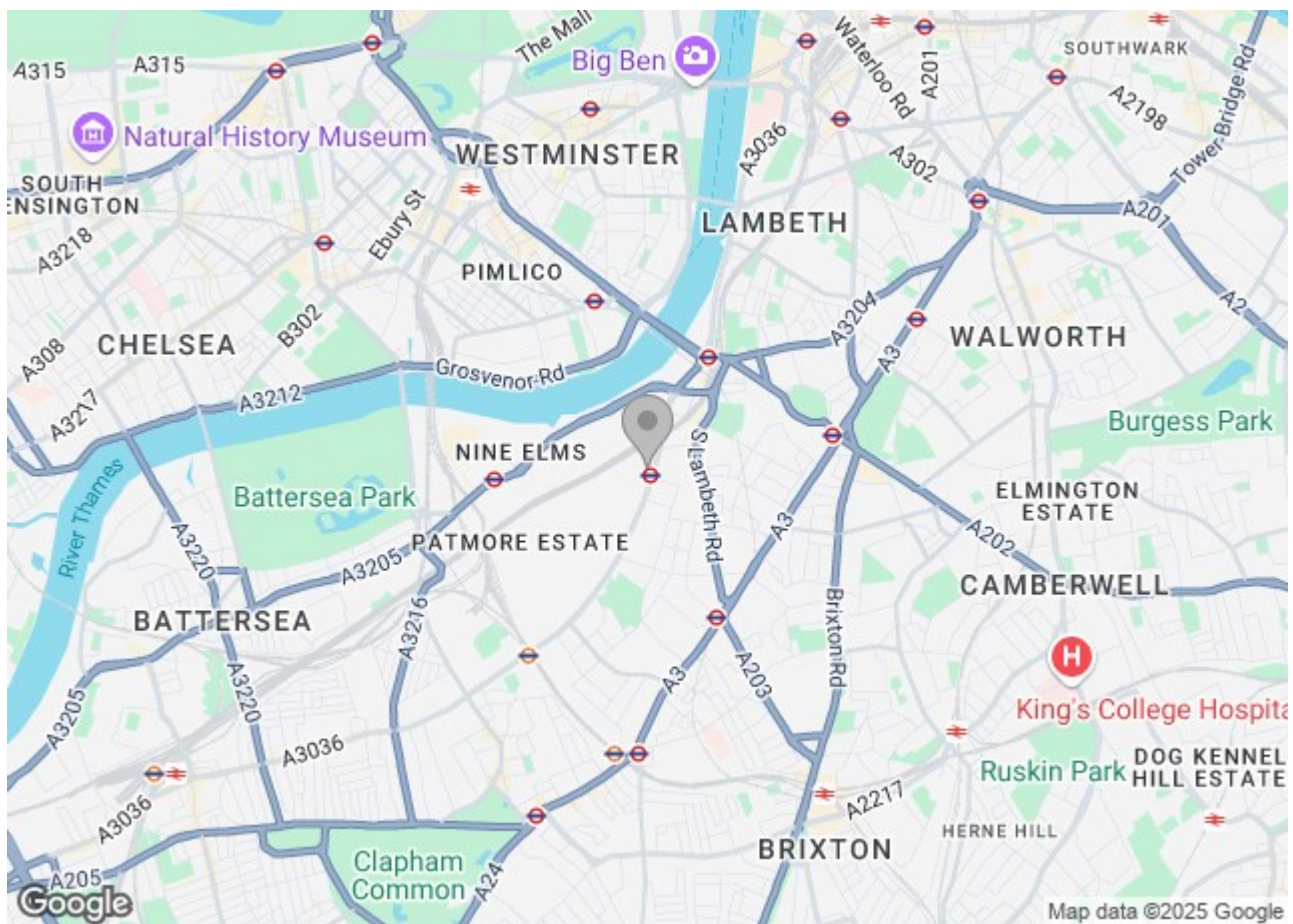 A315
A315
The Mall
Big Ben
Waterloo Rd
A201
SOUTHWARK
A2198
Tower Bridge Rd
Natural History Museum
WESTMINSTER
A3036
A302
SOUTH
ENSINGTON
A3218
Ebury St
LAMBETH
A201
PIMLICO
A2
B302
A3204
CHELSEA
A308
A3217
WALWORTH
A3
Grosvenor Rd
A3212
Burgess Park
NINE ELMS
S Lambeth Rd
River Thames
Battersea Park
ELMINGTON
ESTATE
A3220
PATMORE ESTATE
A3
A202
A3205
CAMBERWELL
BATTERSEA
A3216
Brixton Rd
H
A3205
A3220
A3
A203
King's College Hospita
A3036
DOG KENNEL
HILL ESTATE
Ruskin Park
A3036
A2217
HERNE HILL
BRIXTON
Clapham
Common
A205
A24
Google
Map data ©2025 Google